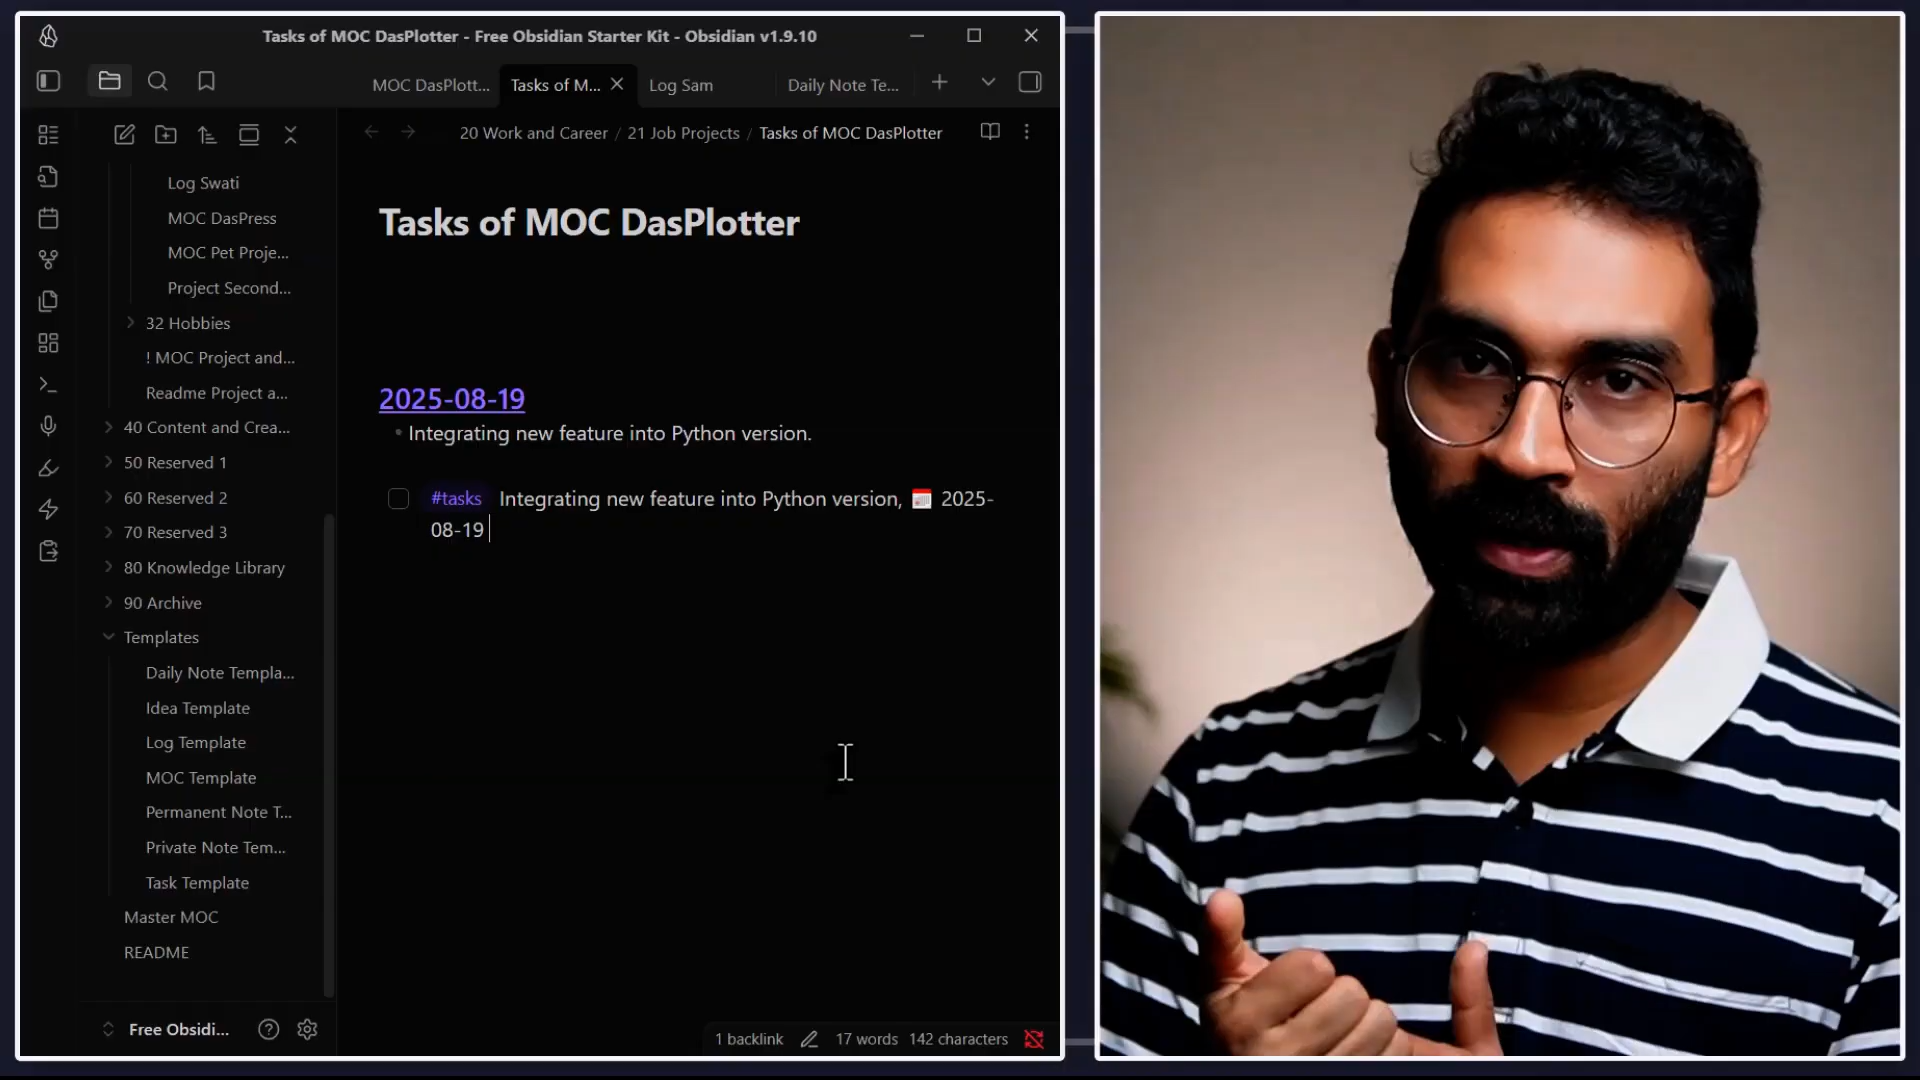 Tasks of MOC DasPlotter - Free Obsidian Starter Kit - Obsidian v1.9.10
MOC DasPlott...
Tasks of M...
Log Sam
Daily Note Te...
20 Work and Career / 21 Job Projects / Tasks of MOC DasPlotter
Log Swati
MOC DasPress
MOC Pet Proje...
Project Second...
32 Hobbies
! MOC Project and...
Readme Project a...
40 Content and Crea...
50 Reserved 1
60 Reserved 2
70 Reserved 3
80 Knowledge Library
90 Archive
Templates
Daily Note Templa...
Idea Template
Log Template
MOC Template
Permanent Note T...
Private Note Tem...
Task Template
Master MOC
README
Free Obsidi...
Tasks of MOC DasPlotter
2025-08-19
Integrating new feature into Python version.
#tasks Integrating new feature into Python version, 📅 2025-
08-19
1 backlink
17 words
142 characters